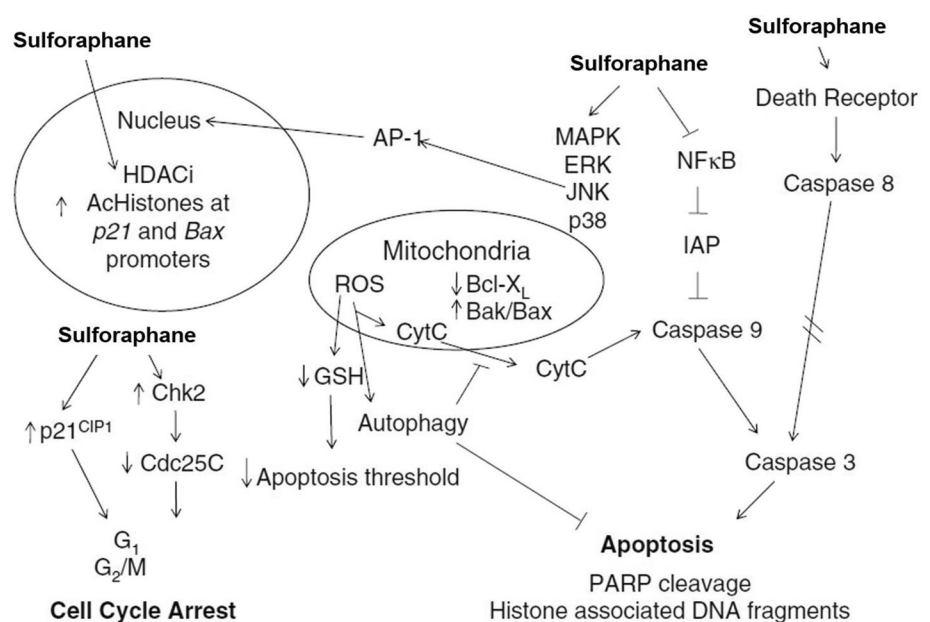 Sulforaphane
Nucleus
HDACi
↑ AcHistones at
p21 and Bax
promoters
AP-1
Sulforaphane
MAPK
ERK
JNK
p38
NFκB
IAP
Caspase 9
Sulforaphane
Death Receptor
Caspase 8
Mitochondria
ROS
↓Bcl-XL
↑Bak/Bax
CytC
CytC
↓GSH
Autophagy
↓Apoptosis threshold
Sulforaphane
↑p21CIP1
↑ Chk2
↓ Cdc25C
G1
G2/M
Cell Cycle Arrest
Caspase 3
Apoptosis
PARP cleavage
Histone associated DNA fragments